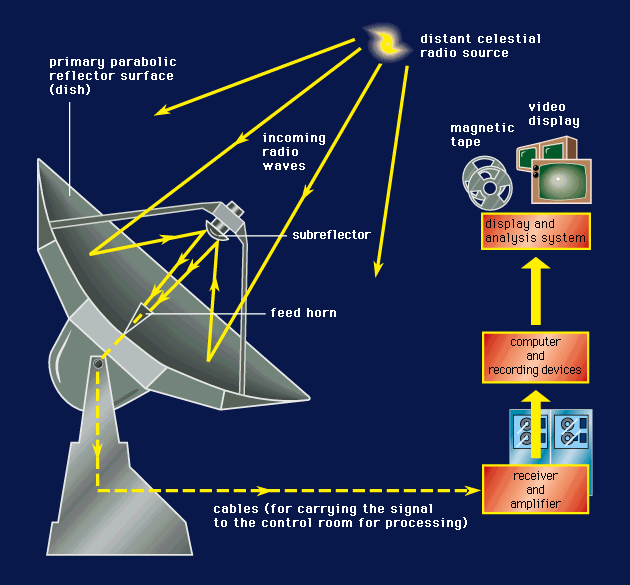 distant celestial
radio source
primary parabolic
reflector surface
(dish)
video
display
magnetic
tape
incoming
radio
waves
display and
analysis system
subreflector
feed horn
computer
and
recording devices
receiver
and
amplifier
cables (for carrying the signal
to the control room for processing)